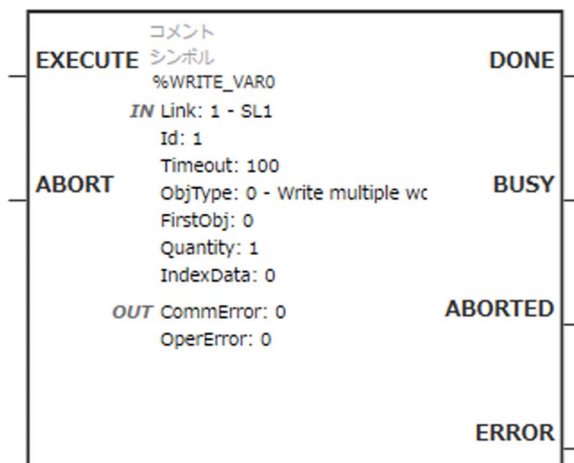 コメント
EXECUTE シンボル DONE
%WRITE_VAR0
IN Link: 1 - SL1
Id: 1
Timeout: 100
ABORT BUSY
ObjType: 0 - Write multiple wc
FirstObj: 0
Quantity: 1
IndexData: 0
OUT CommError: 0 ABORTED
OperError: 0
ERROR